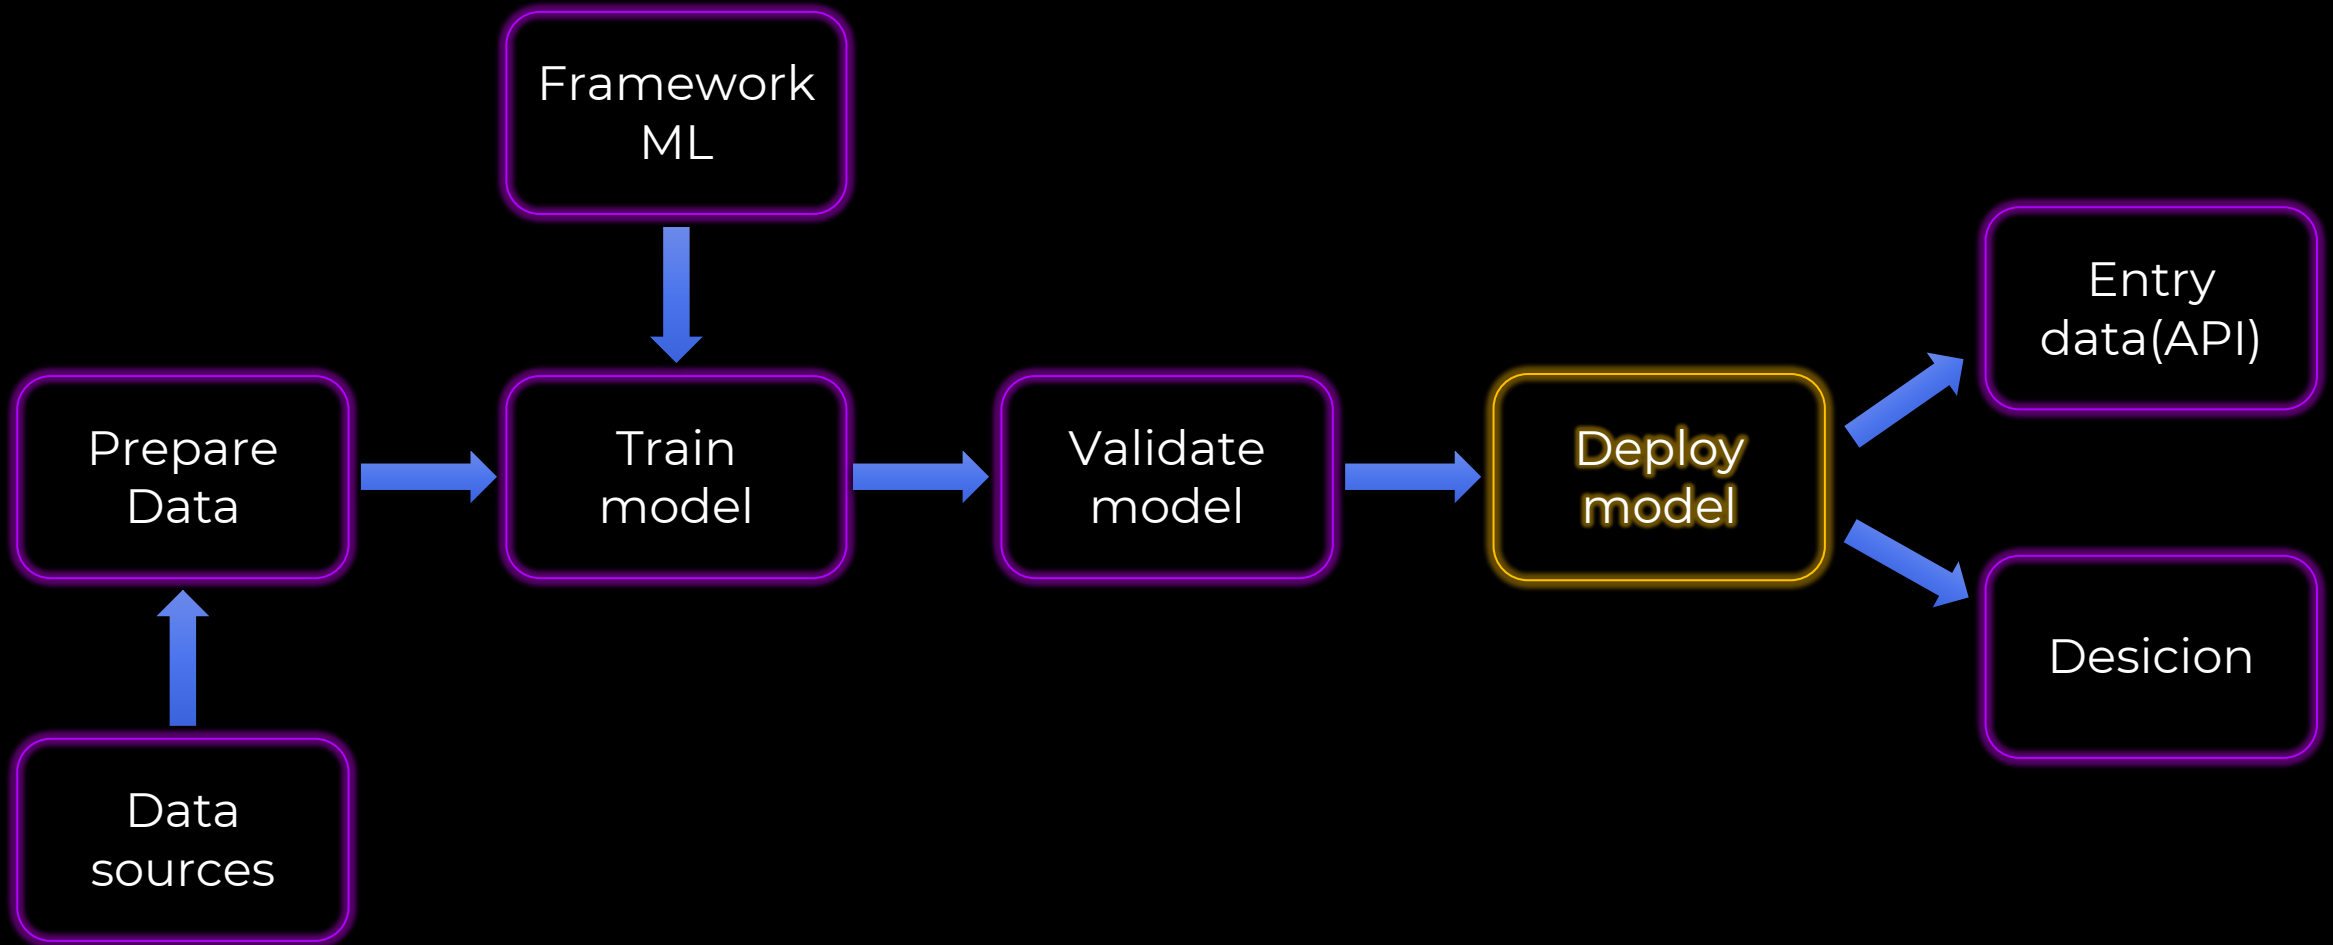 Framework
ML
Entry
data(API)
Prepare
Data
Train
model
Validate
model
Deploy
model
Desicion
Data
sources